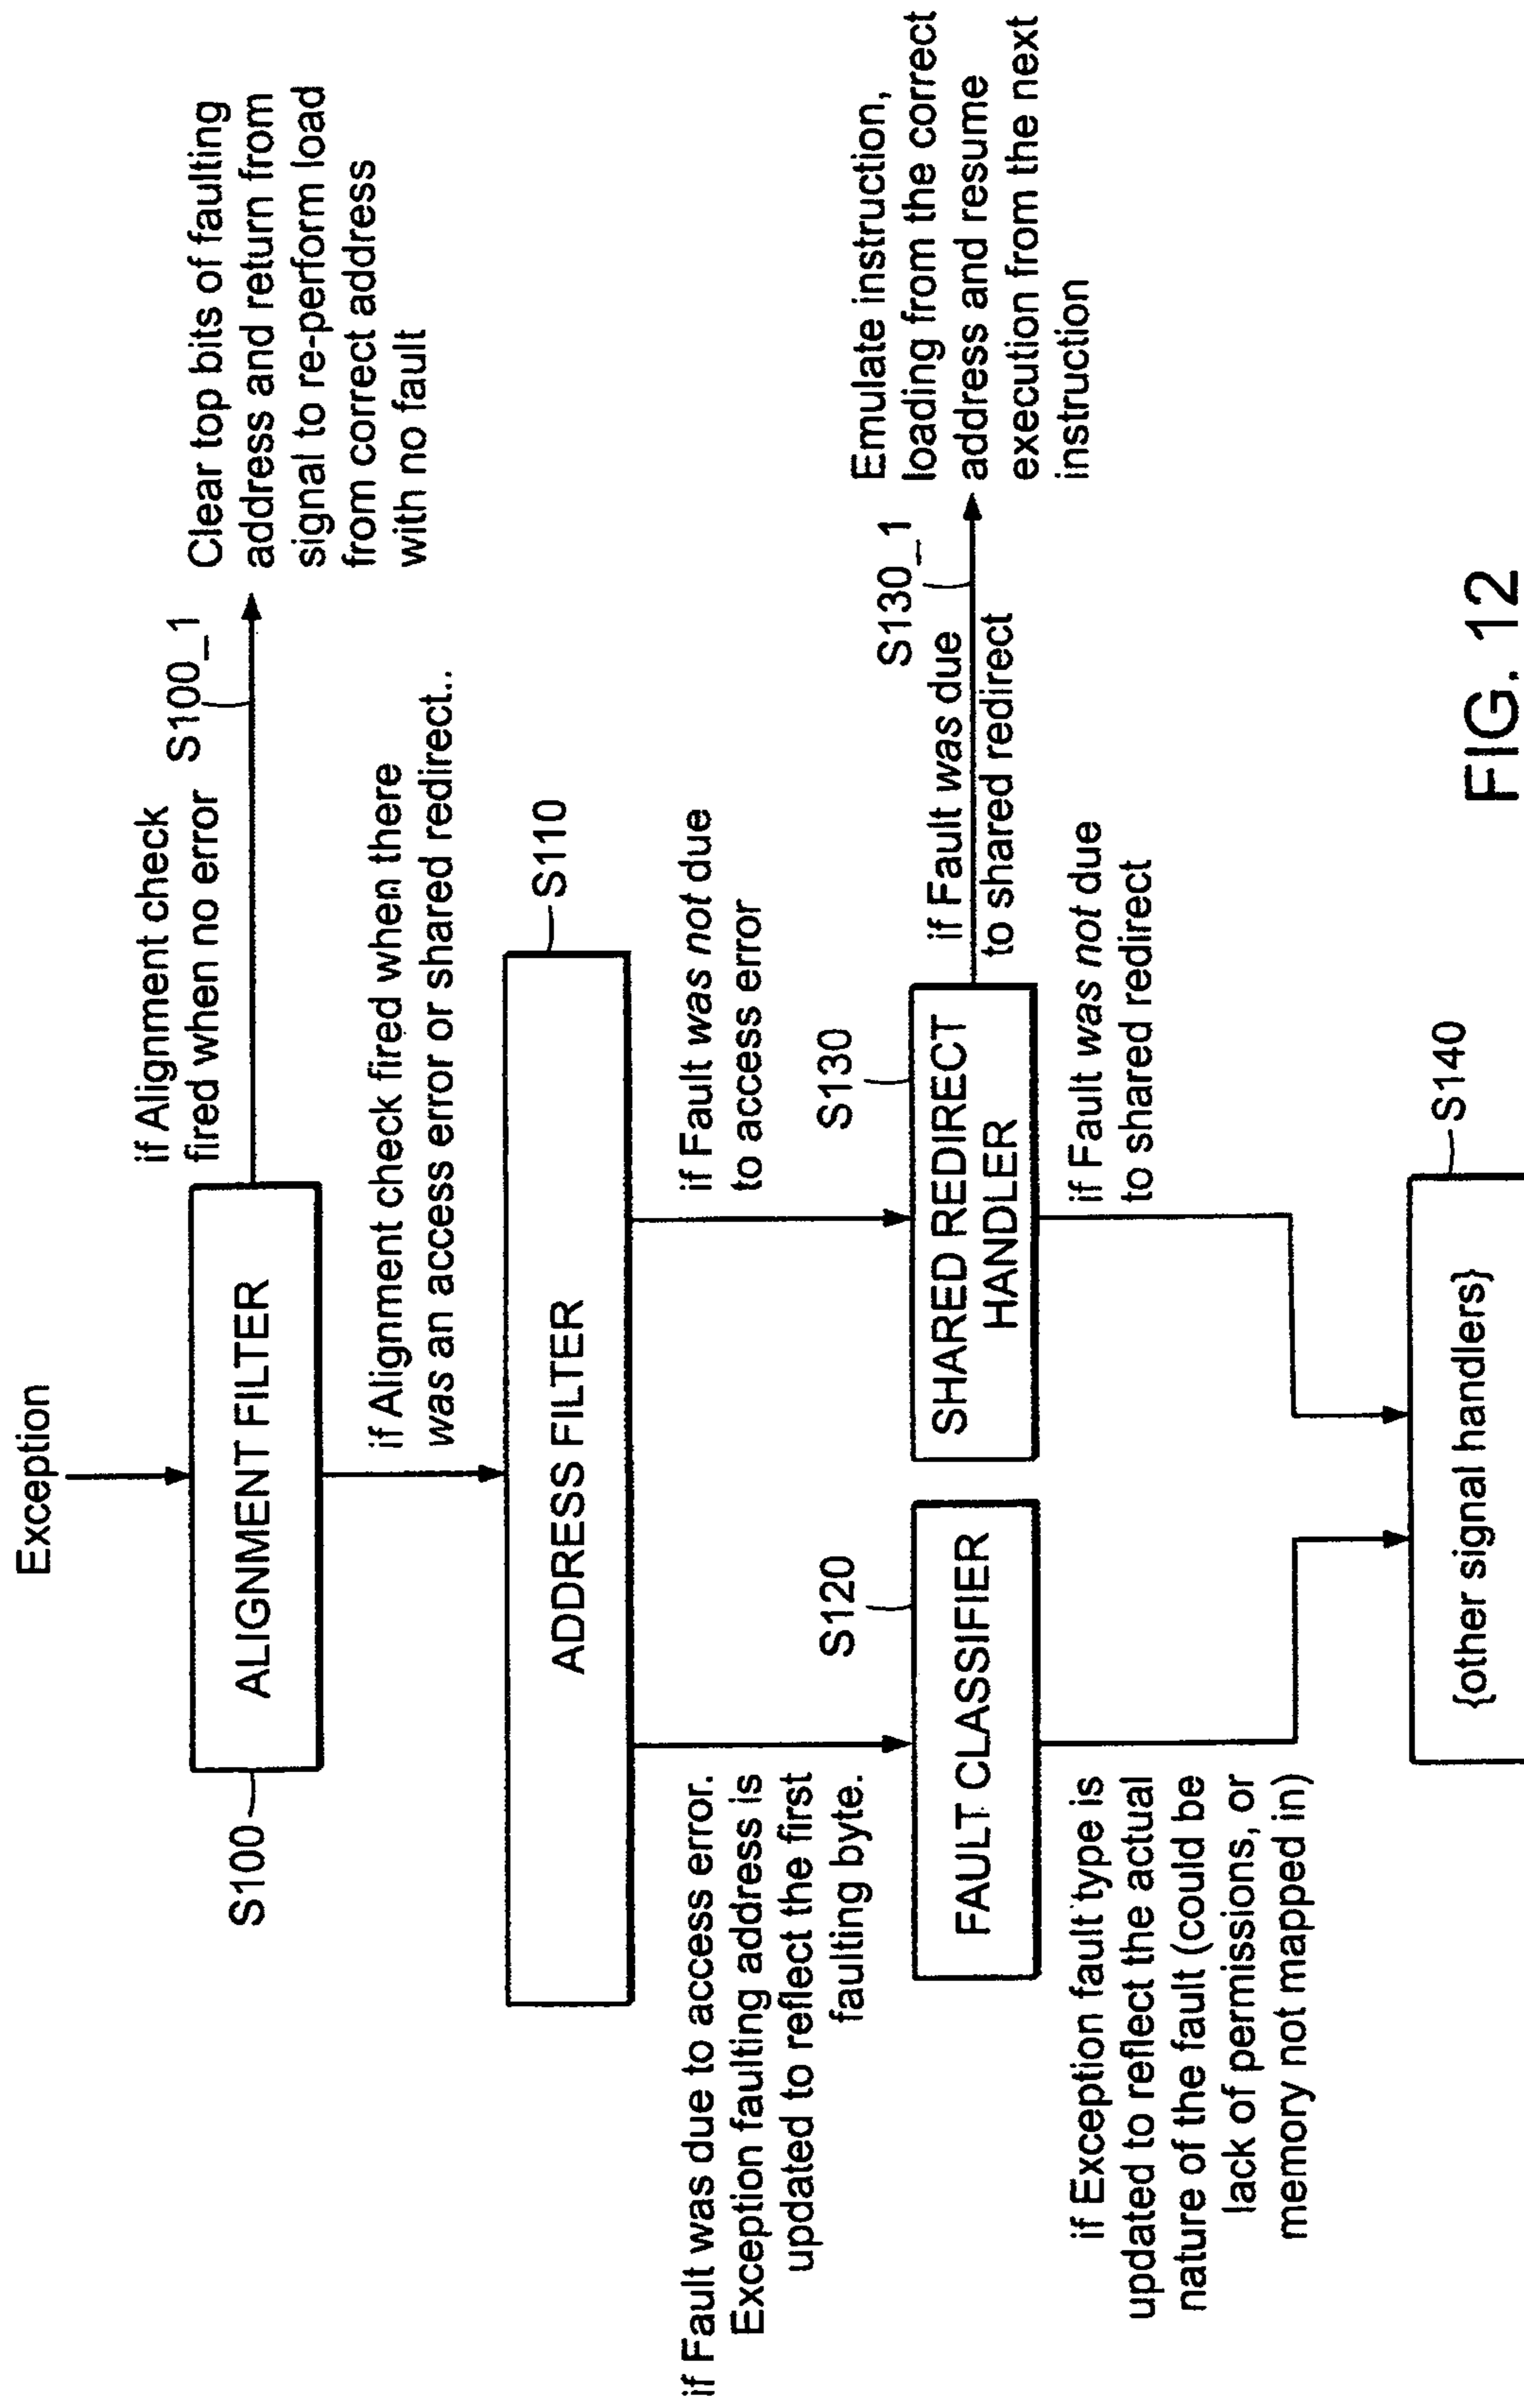 Exception
if Alignment check
fired when no error
S100_1
Clear top bits of faulting
address and return from
signal to re-perform load
from correct address
with no fault
S100
ALIGNMENT FILTER
if Alignment check fired when there
was an access error or shared redirect..
S110
ADDRESS FILTER
if Fault was due to access error.
Exception faulting address is
updated to reflect the first
faulting byte.
if Fault was not due
to access error
S120
FAULT CLASSIFIER
S130
SHARED REDIRECT
HANDLER
if Fault was due
to shared redirect
S130_1
Emulate instruction,
loading from the correct
address and resume
execution from the next
instruction
if Exception fault type is
updated to reflect the actual
nature of the fault (could be
lack of permissions, or
memory not mapped in)
if Fault was not due
to shared redirect
S140
{other signal handlers}
FIG. 12